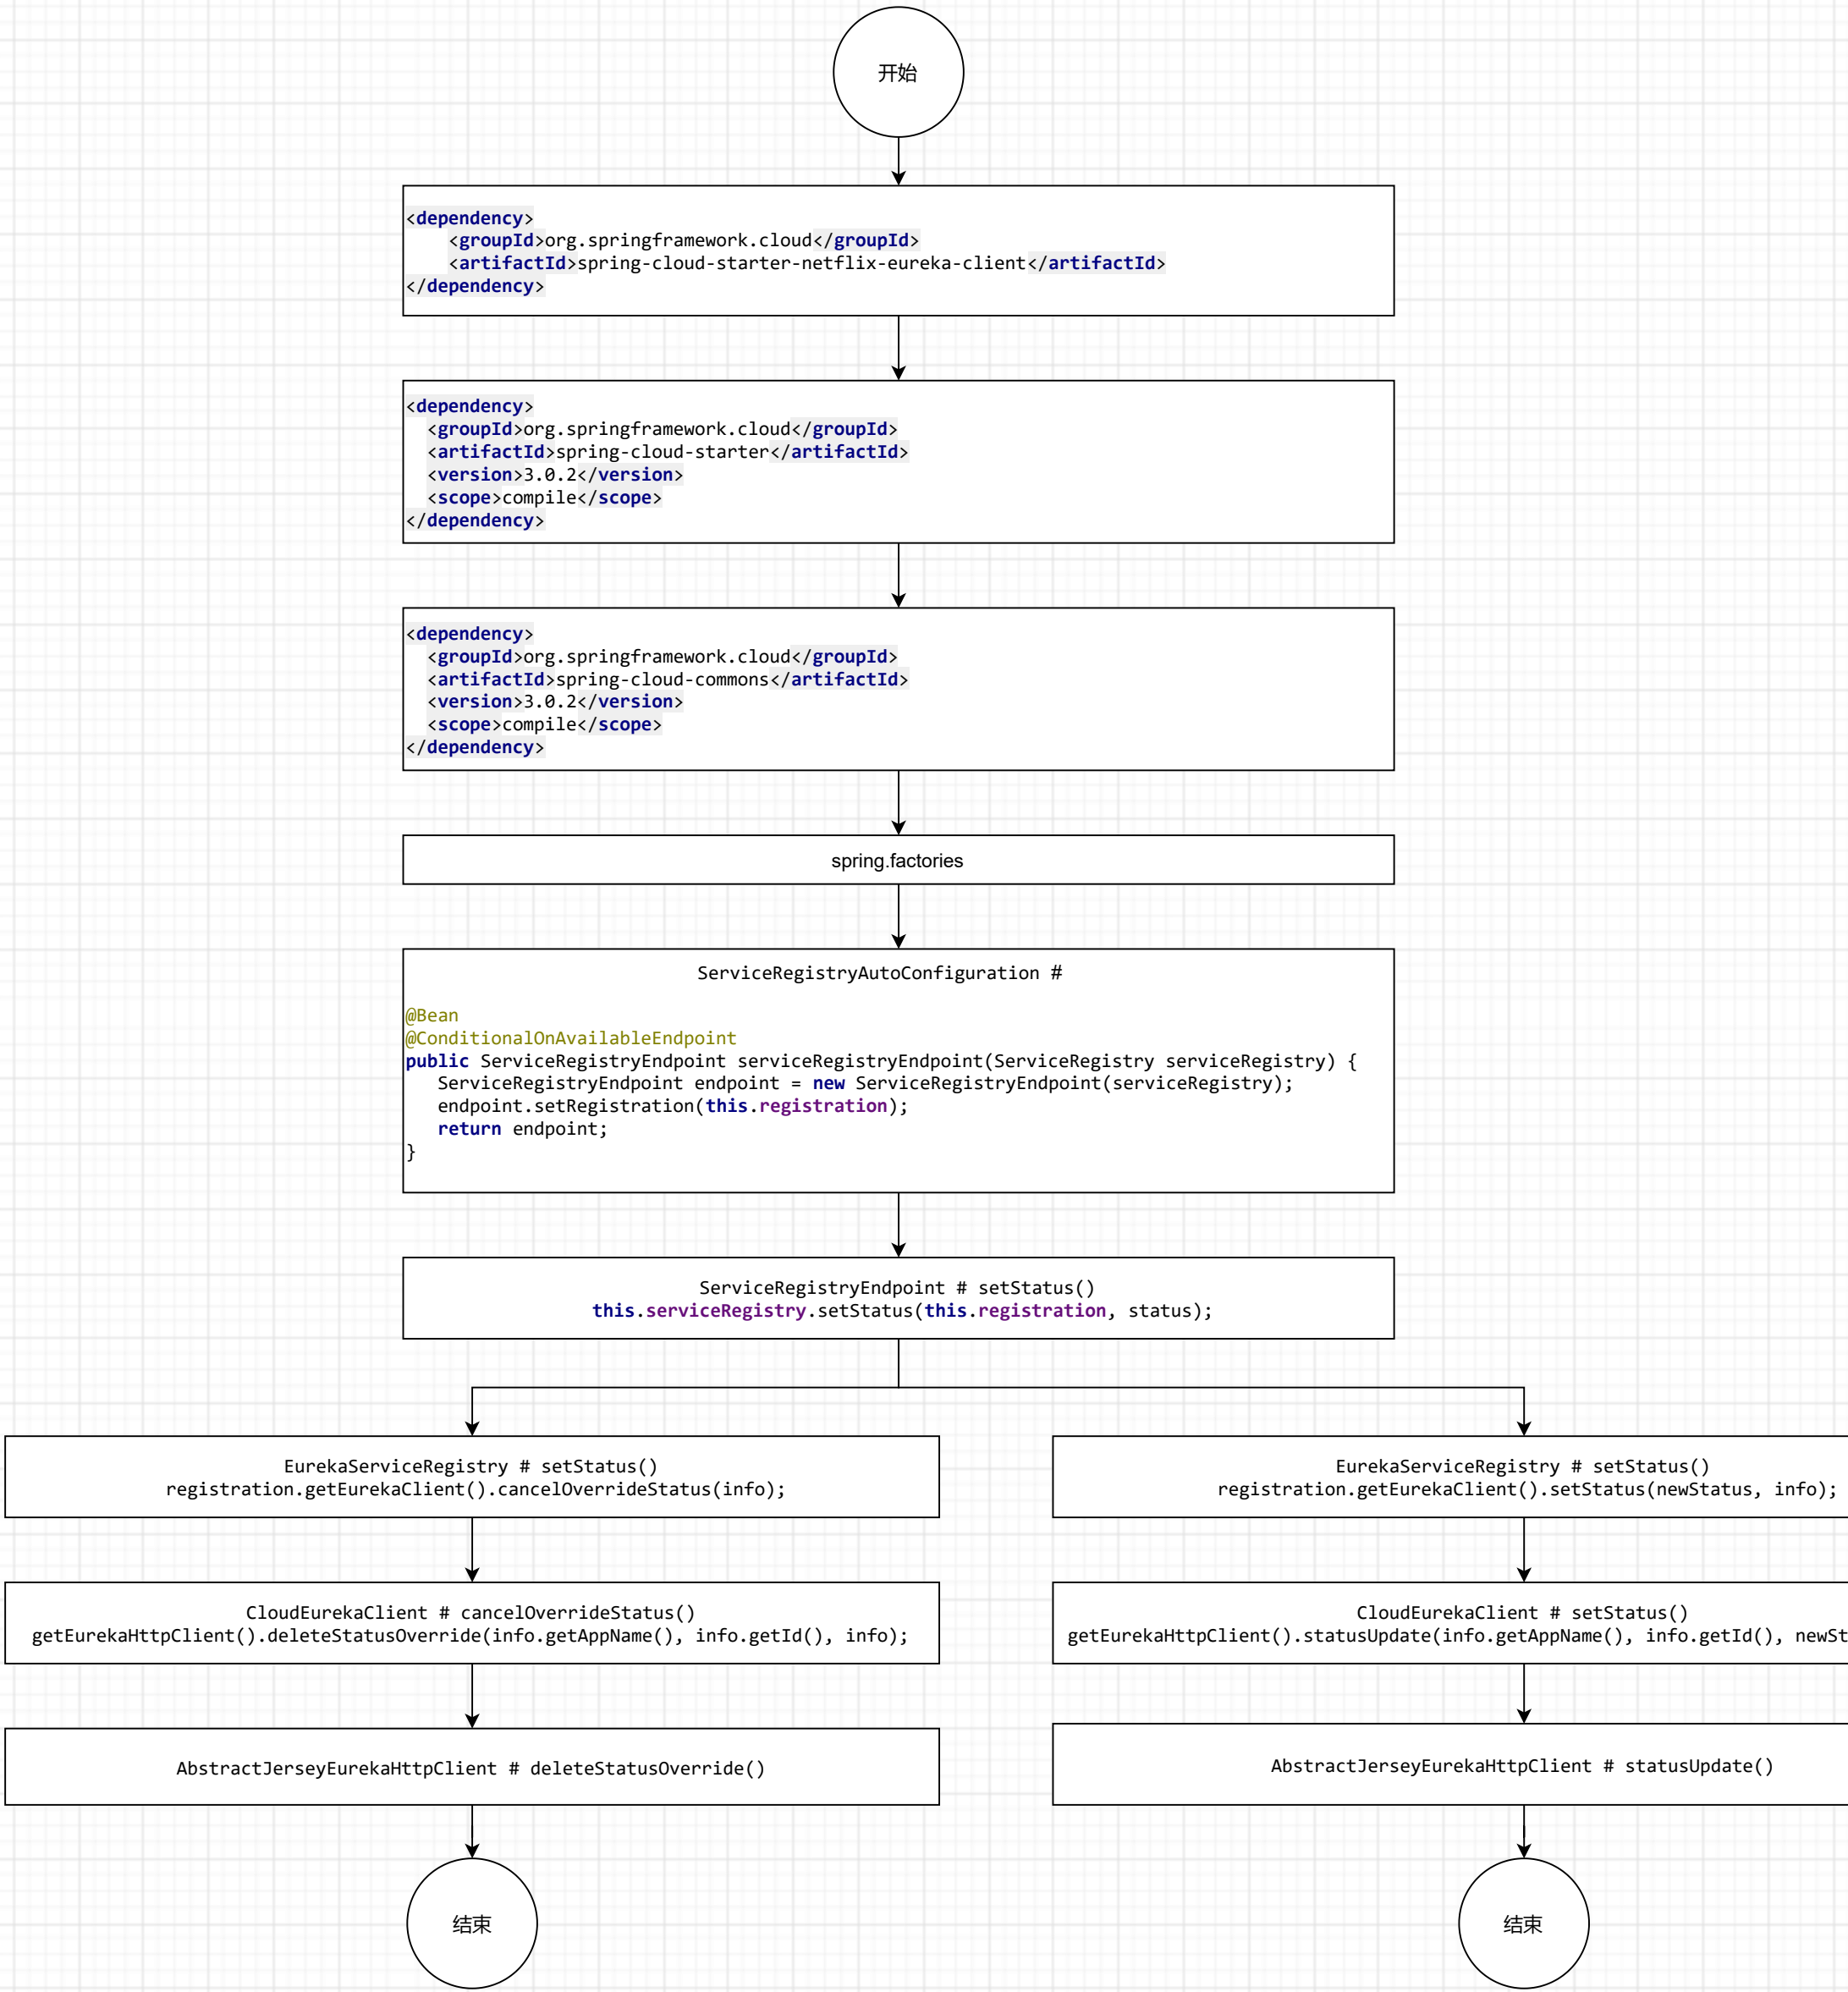 开始
<dependency>
    <groupId>org.springframework.cloud</groupId>
    <artifactId>spring-cloud-starter-netflix-eureka-client</artifactId>
</dependency>
<dependency>
  <groupId>org.springframework.cloud</groupId>
  <artifactId>spring-cloud-starter</artifactId>
  <version>3.0.2</version>
  <scope>compile</scope>
</dependency>
<dependency>
  <groupId>org.springframework.cloud</groupId>
  <artifactId>spring-cloud-commons</artifactId>
  <version>3.0.2</version>
  <scope>compile</scope>
</dependency>
spring.factories
ServiceRegistryAutoConfiguration #
@Bean
@ConditionalOnAvailableEndpoint
public ServiceRegistryEndpoint serviceRegistryEndpoint(ServiceRegistry serviceRegistry) {
   ServiceRegistryEndpoint endpoint = new ServiceRegistryEndpoint(serviceRegistry);
   endpoint.setRegistration(this.registration);
   return endpoint;
}
ServiceRegistryEndpoint # setStatus()
this.serviceRegistry.setStatus(this.registration, status);
EurekaServiceRegistry # setStatus()
registration.getEurekaClient().cancelOverrideStatus(info);
EurekaServiceRegistry # setStatus()
registration.getEurekaClient().setStatus(newStatus, info);
CloudEurekaClient # cancelOverrideStatus()
getEurekaHttpClient().deleteStatusOverride(info.getAppName(), info.getId(), info);
CloudEurekaClient # setStatus()
getEurekaHttpClient().statusUpdate(info.getAppName(), info.getId(), newSt
AbstractJerseyEurekaHttpClient # deleteStatusOverride()
AbstractJerseyEurekaHttpClient # statusUpdate()
结束
结束